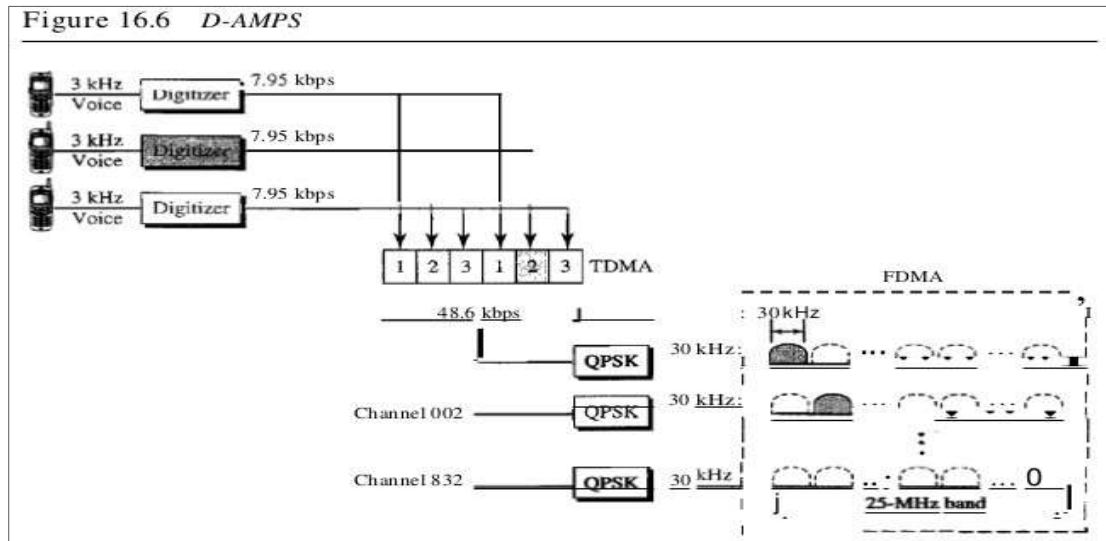 Figure 16.6 D-AMPS
3 kHz
Voice
Digitizer
7.95 kbps
3 kHz
Voice
Digitizer
7.95 kbps
3 kHz
Voice
Digitizer
7.95 kbps
1 2 3 1 2 3 TDMA
FDMA
48.6 kbps
30 kHz
QPSK
30 kHz:
Channel 002
QPSK
30 kHz:
Channel 832
QPSK
30 kHz
0
25-MHz band